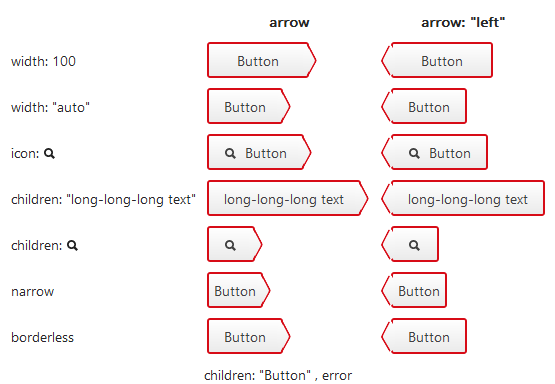 arrow arrow: "left"
width: 100 Button Button
width: "auto" Button Button
icon: Button Button
children: "long-long-long text" long-long-long text long-long-long text
children:
narrow Button Button
borderless Button Button
children: "Button" , error